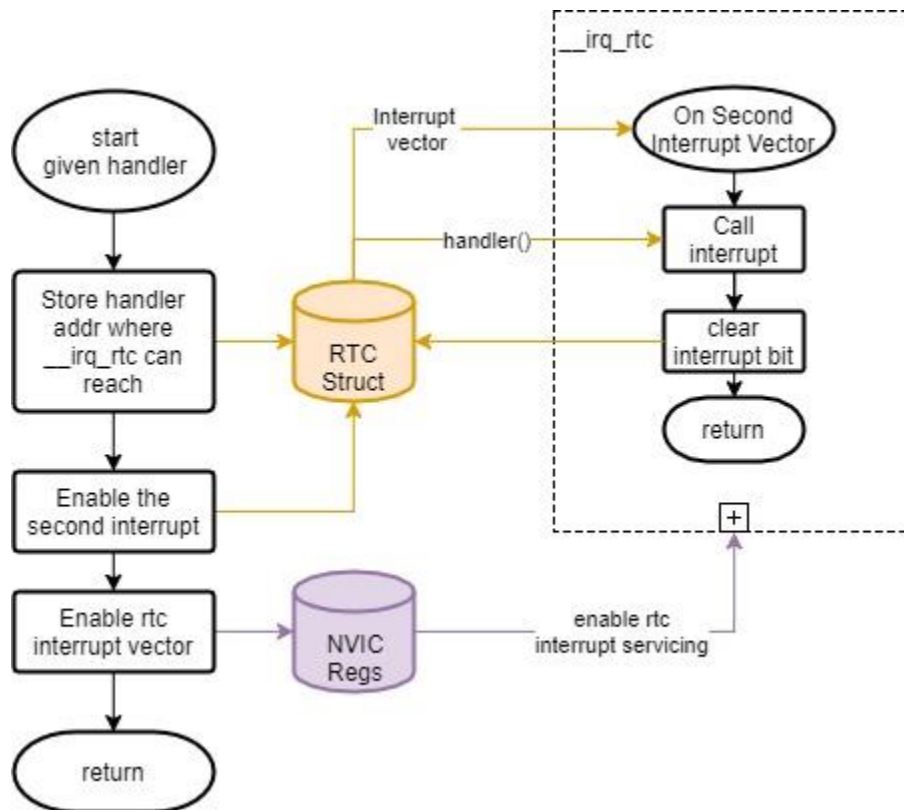 __irq_rtc
start
given handler
Interrupt
vector
On Second
Interrupt Vector
Call
interrupt
handler()
Store handler
addr where
__irq_rtc can
reach
RTC
Struct
clear
interrupt bit
return
Enable the
second interrupt
+
Enable rtc
interrupt vector
NVIC
Regs
enable rtc
interrupt servicing
return